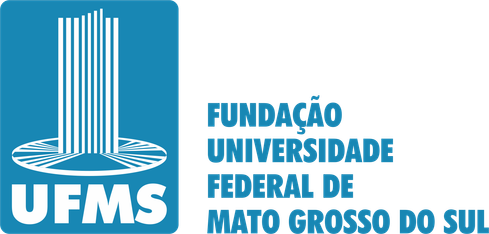 UFMS
FUNDAÇÃO
UNIVERSIDADE
FEDERAL DE
MATO GROSSO DO SUL